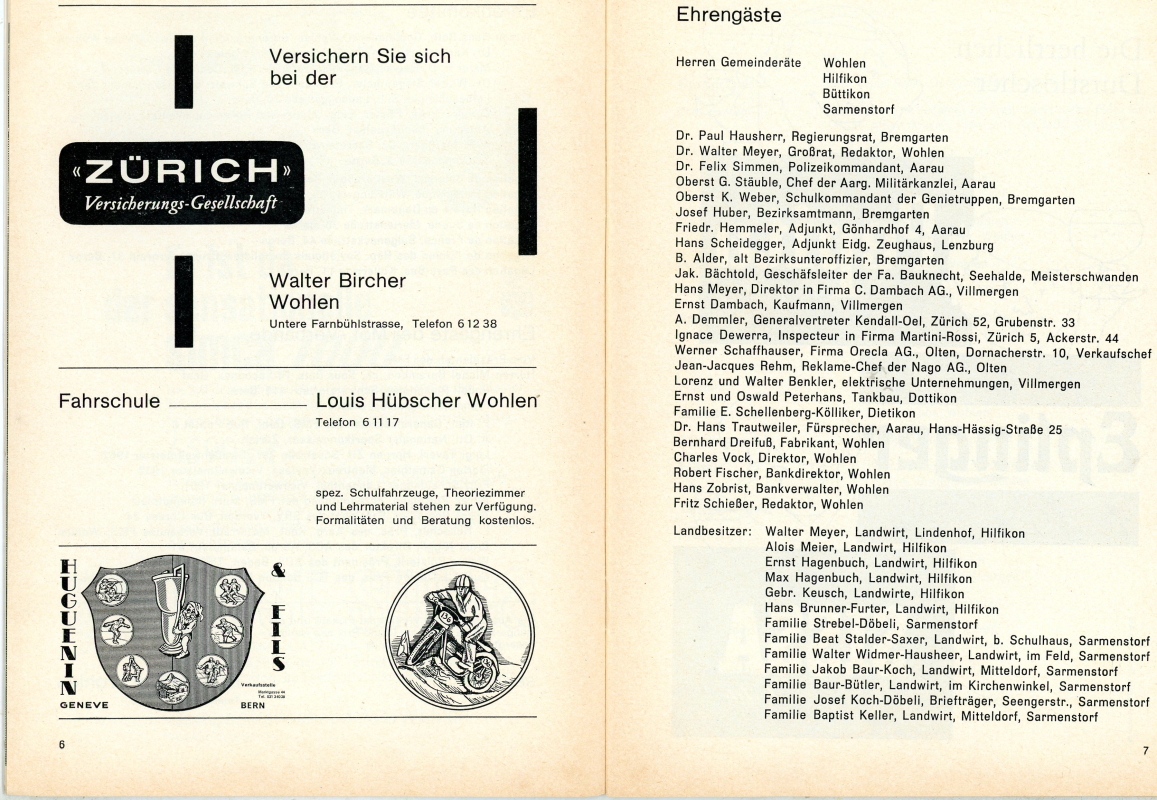 Versichern Sie sich
bei der
«ZÜRICH»
Versicherungs-Gesellschaft
Walter Bircher
Wohlen
Untere Farnbühlstrasse, Telefon 6 12 38
Fahrschule Louis Hübscher Wohlen
Telefon 6 11 17
spez. Schulfahrzeuge, Theoriezimmer
und Lehrmaterial stehen zur Verfügung.
Formalitäten und Beratung kostenlos.
HUGUENIN
& FILS
Verkaufsstelle
GENEVE
BERN
6
Ehrengäste
Herren Gemeinderäte Wohlen
Hilfikon
Büttikon
Sarmenstorf
Dr. Paul Hausherr, Regierungsrat, Bremgarten
Dr. Walter Meyer, Großrat, Redaktor, Wohlen
Dr. Felix Simmen, Polizeikommandant, Aarau
Oberst G. Stäuble, Chef der Aarg. Militärkanzlei, Aarau
Oberst K. Weber, Schulkommandant der Genietruppen, Bremgarten
Josef Huber, Bezirksamtmann, Bremgarten
Friedr. Hemmeler, Adjunkt, Gönhardhof 4, Aarau
Hans Scheidegger, Adjunkt Eidg. Zeughaus, Lenzburg
B. Alder, alt Bezirksunteroffizier, Bremgarten
Jak. Bächtold, Geschäfsleiter der Fa. Bauknecht, Seehalde, Meisterschwanden
Hans Meyer, Direktor in Firma C. Dambach AG., Villmergen
Ernst Dambach, Kaufmann, Villmergen
A. Demmler, Generalvertreter Kendall-Oel, Zürich 52, Grubenstr. 33
Ignace Dewerra, Inspecteur in Firma Martini-Rossi, Zürich 5, Ackerstr. 44
Werner Schaffhauser, Firma Orecla AG., Olten, Dornacherstr. 10, Verkaufschef
Jean-Jacques Rehm, Reklame-Chef der Nago AG., Olten
Lorenz und Walter Benkler, elektrische Unternehmungen, Villmergen
Ernst und Oswald Peterhans, Tankbau, Dottikon
Familie E. Schellenberg-Kölliker, Dietikon
Dr. Hans Trautweiler, Fürsprecher, Aarau, Hans-Hässig-Straße 25
Bernhard Dreifuß, Fabrikant, Wohlen
Charles Vock, Direktor, Wohlen
Robert Fischer, Bankdirektor, Wohlen
Hans Zobrist, Bankverwalter, Wohlen
Fritz Schießer, Redaktor, Wohlen
Landbesitzer: Walter Meyer, Landwirt, Lindenhof, Hilfikon
Alois Meier, Landwirt, Hilfikon
Ernst Hagenbuch, Landwirt, Hilfikon
Max Hagenbuch, Landwirt, Hilfikon
Gebr. Keusch, Landwirte, Hilfikon
Hans Brunner-Furter, Landwirt, Hilfikon
Familie Strebel-Döbeli, Sarmenstorf
Familie Beat Stalder-Saxer, Landwirt, b. Schulhaus, Sarmenstorf
Familie Walter Widmer-Hausheer, Landwirt, im Feld, Sarmenstorf
Familie Jakob Baur-Koch, Landwirt, Mitteldorf, Sarmenstorf
Familie Baur-Bütler, Landwirt, im Kirchenwinkel, Sarmenstorf
Familie Josef Koch-Döbeli, Briefträger, Seengerstr., Sarmenstorf
Familie Baptist Keller, Landwirt, Mitteldorf, Sarmenstorf
7